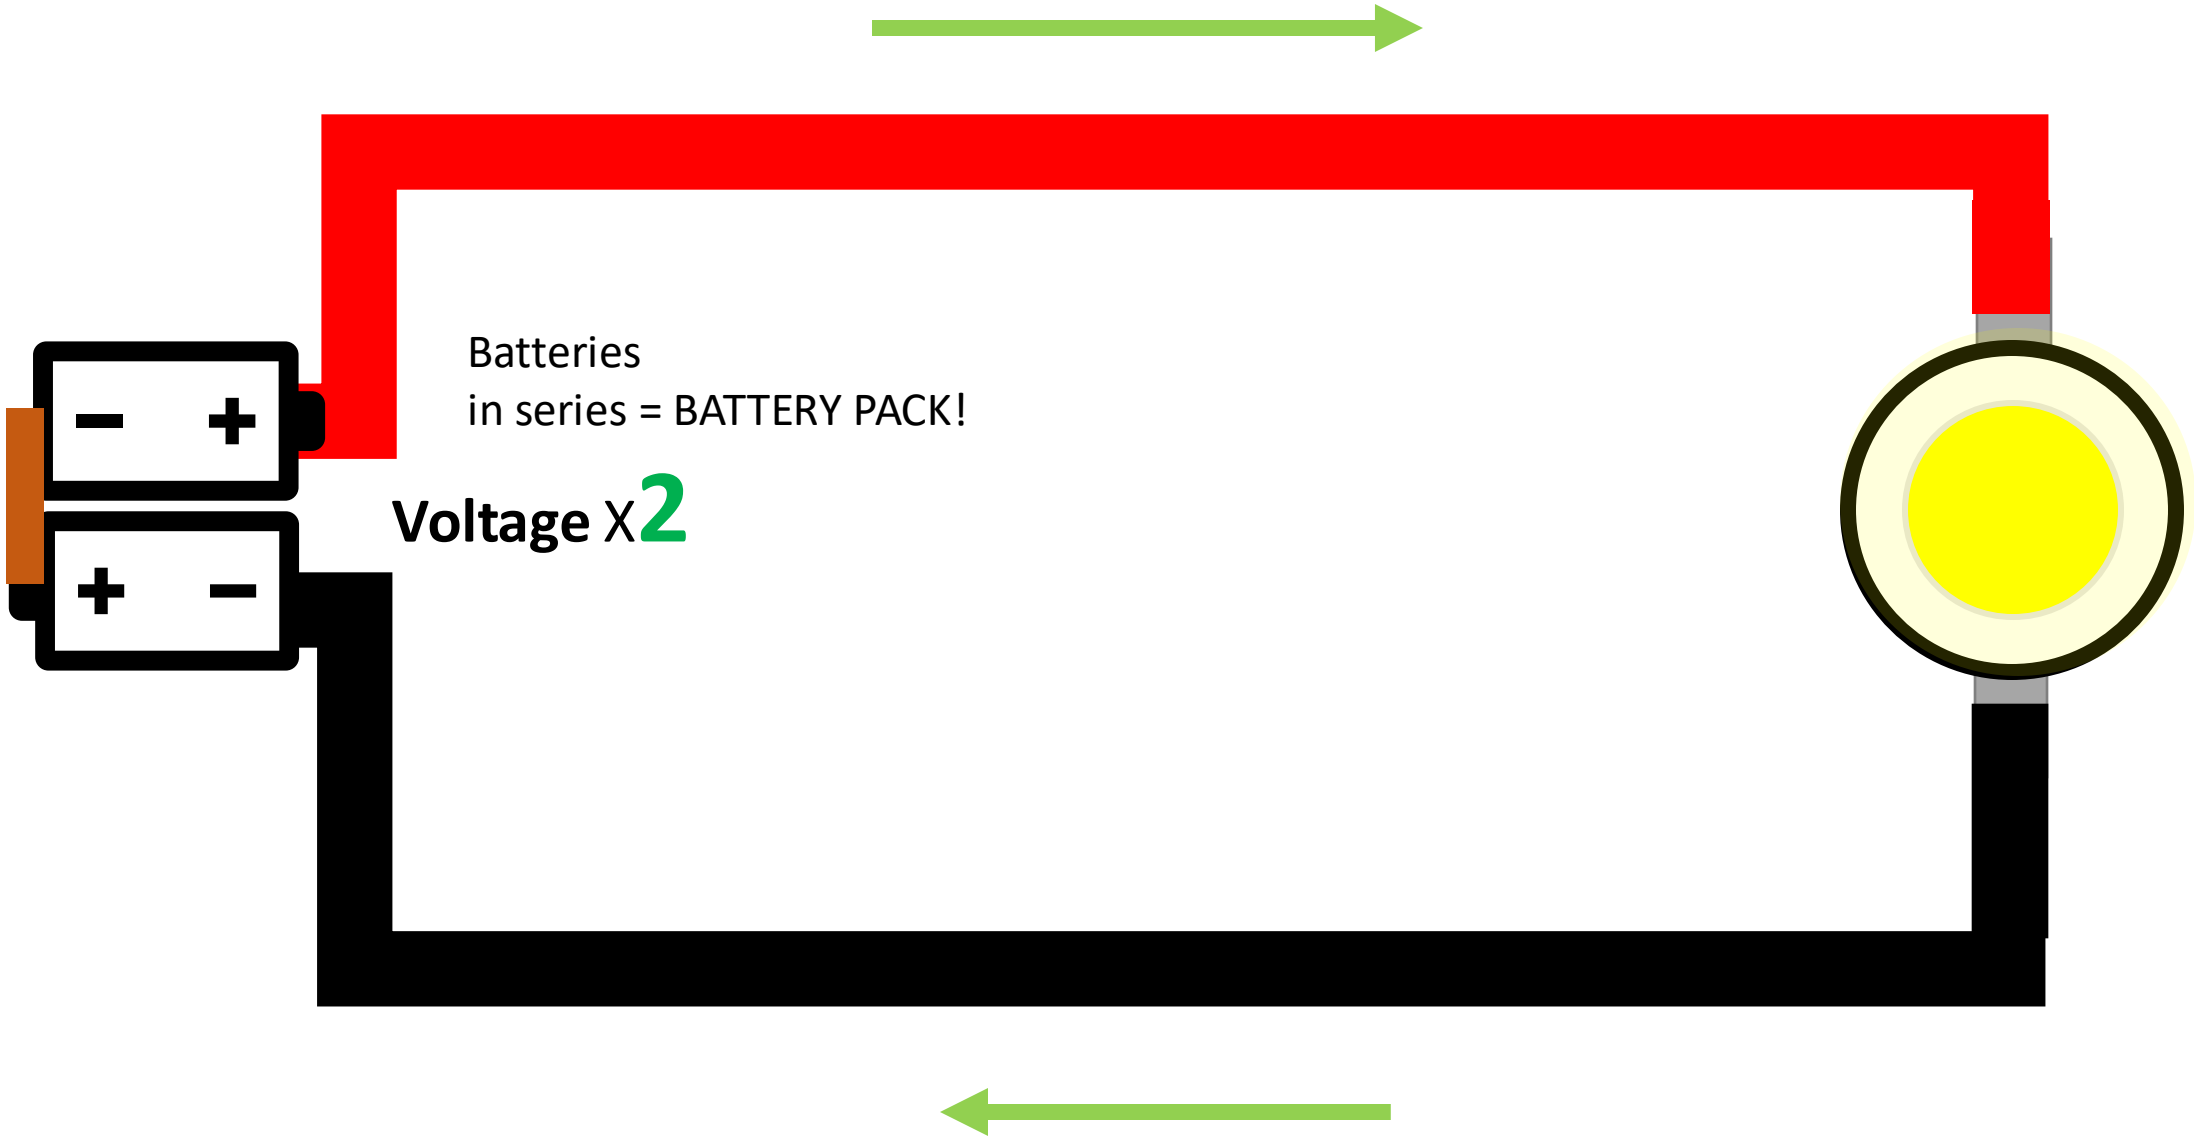 Batteries
in series = BATTERY PACK!
− +
Voltage X2
+ −